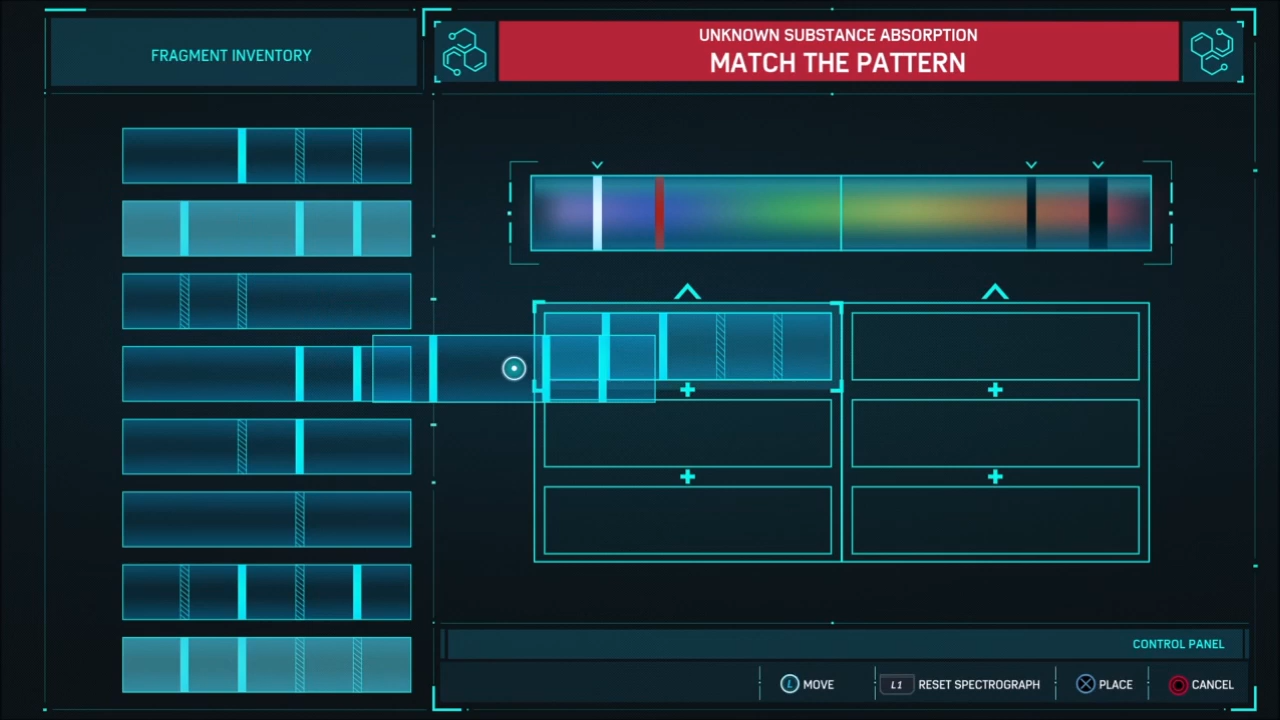 FRAGMENT INVENTORY
UNKNOWN SUBSTANCE ABSORPTION
MATCH THE PATTERN
CONTROL PANEL
L MOVE
L1 RESET SPECTROGRAPH
PLACE
CANCEL